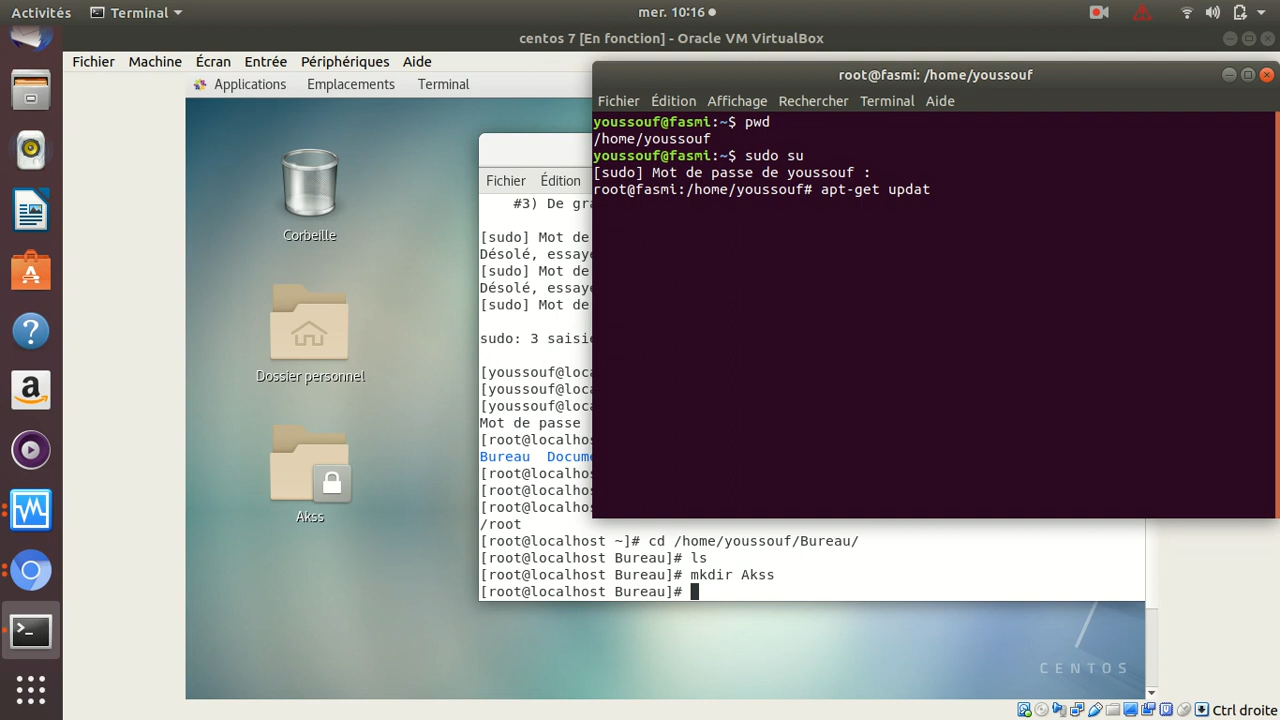 Activités
Terminal
mer. 10:16
centos 7 [En fonction] - Oracle VM VirtualBox
Fichier Machine Écran Entrée Périphériques Aide
Applications Emplacements Terminal
Corbeille
Dossier personnel
Akss
Fichier Édition
#3) De gra
[sudo] Mot de
Désolé, essaye
[sudo] Mot de
Désolé, essaye
[sudo] Mot de
sudo: 3 saisie
[youssouf@loca
[youssouf@loca
[youssouf@loca
Mot de passe
[root@localhos
Bureau Docume
[root@localhos
[root@localhos
[root@localhos
/root
[root@localhost ~]# cd /home/youssouf/Bureau/
[root@localhost Bureau]# ls
[root@localhost Bureau]# mkdir Akss
[root@localhost Bureau]#
root@fasmi: /home/youssouf
Fichier Édition Affichage Rechercher Terminal Aide
youssouf@fasmi:~$ pwd
/home/youssouf
youssouf@fasmi:~$ sudo su
[sudo] Mot de passe de youssouf :
root@fasmi:/home/youssouf# apt-get updat
CENTOS
Ctrl droite